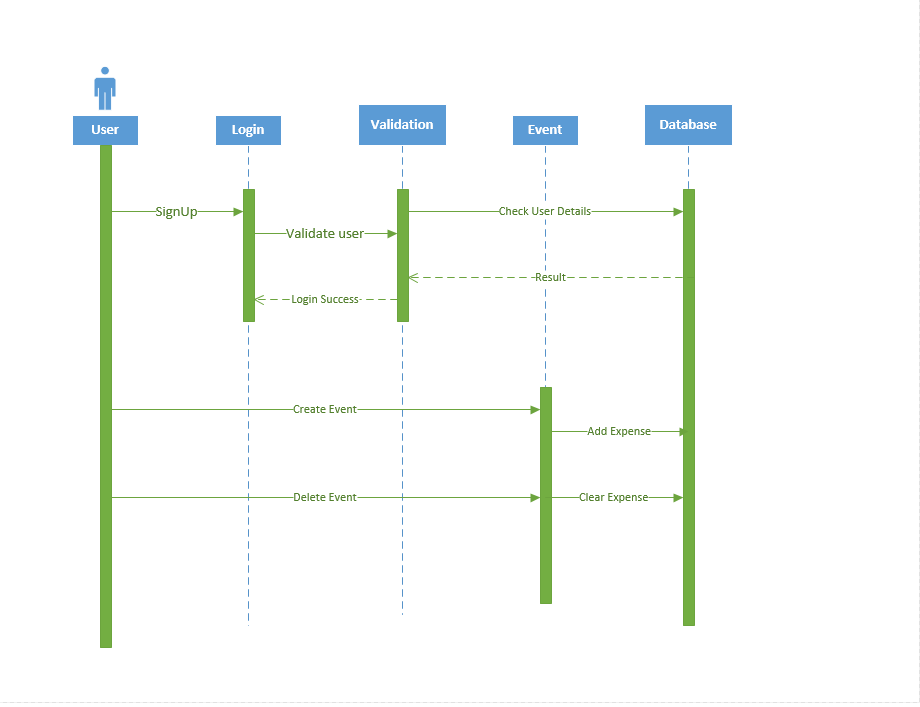 User
Login
Validation
Event
Database
SignUp
Check User Details
Validate user
Result
Login Success
Create Event
Add Expense
Delete Event
Clear Expense